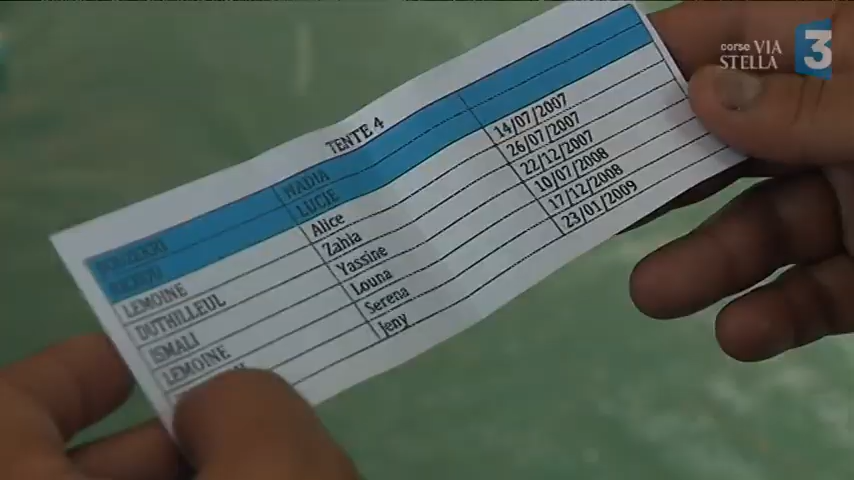 corse VIA
STELLA
3
TENTE 4
NADIA
LUCIE
LEMOINE Alice 14/07/2007
DUTHILLEUL Zahia 26/07/2007
ISMALI Yassine 22/12/2007
LEMOINE Louna 10/07/2008
Serena 17/12/2008
Jeny 23/01/2009